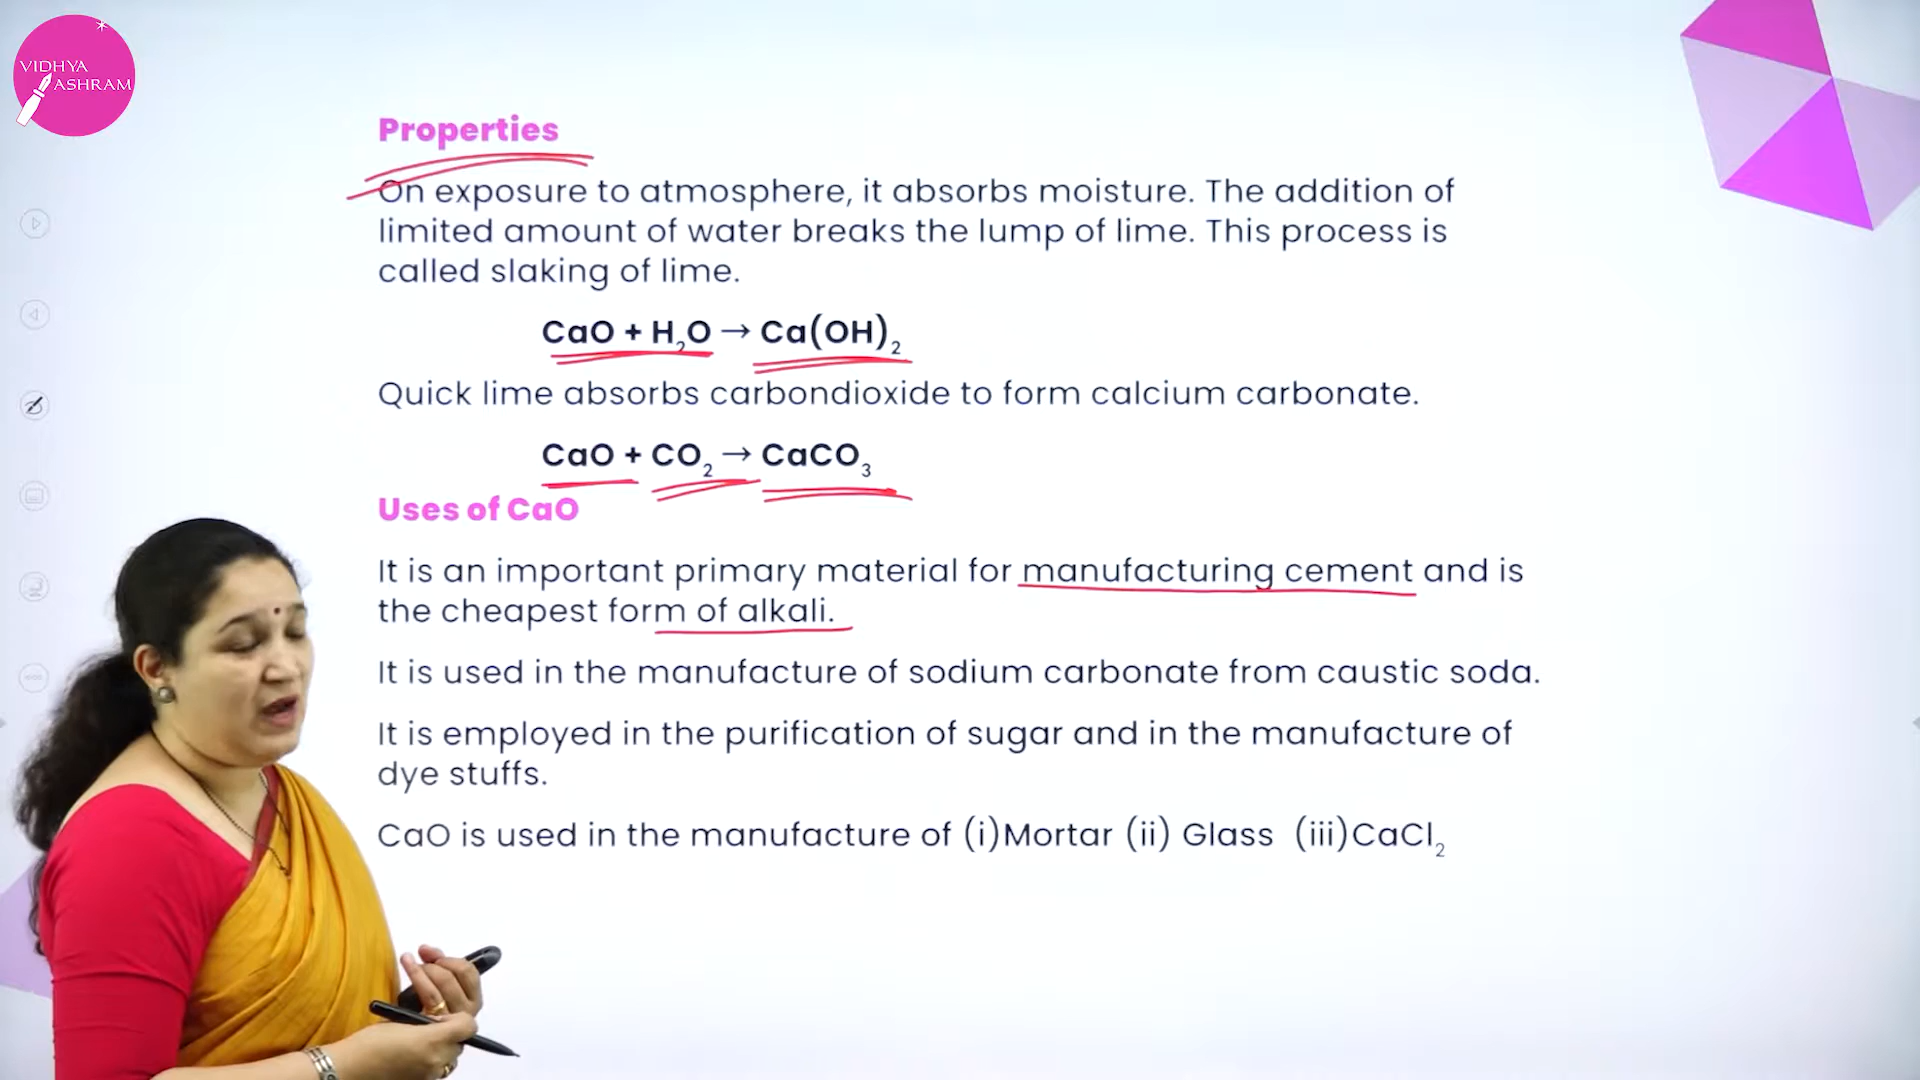 VIDHYA
ASHRAM
Properties
On exposure to atmosphere, it absorbs moisture. The addition of
limited amount of water breaks the lump of lime. This process is
called slaking of lime.
CaO + H₂O → Ca(OH)₂
Quick lime absorbs carbondioxide to form calcium carbonate.
CaO + CO₂ → CaCO₃
Uses of CaO
It is an important primary material for manufacturing cement and is
the cheapest form of alkali.
It is used in the manufacture of sodium carbonate from caustic soda.
It is employed in the purification of sugar and in the manufacture of
dye stuffs.
CaO is used in the manufacture of (i)Mortar (ii) Glass (iii)CaCl₂